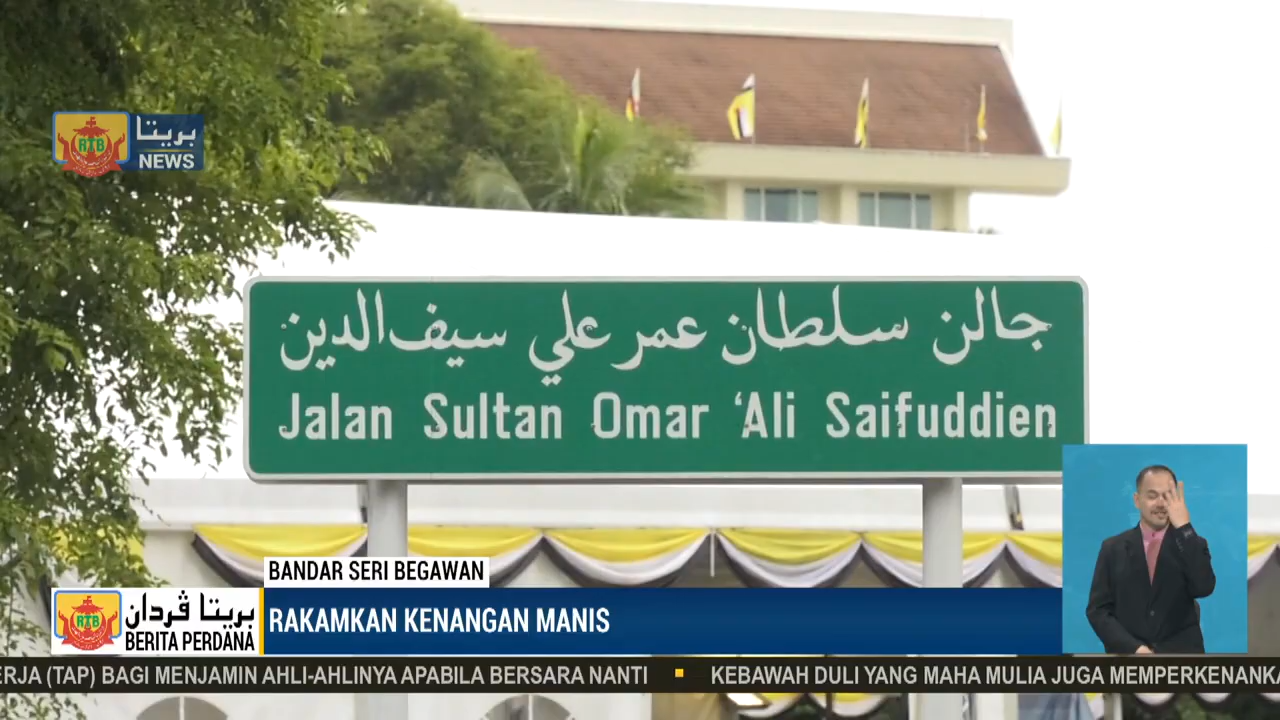 RTB
بريتا
NEWS
جالن سلطان عمر علي سيف الدين
Jalan Sultan Omar ‘Ali Saifuddien
BANDAR SERI BEGAWAN
RTB
بريتا ڤردان
BERITA PERDANA
RAKAMKAN KENANGAN MANIS
ERJA (TAP) BAGI MENJAMIN AHLI-AHLINYA APABILA BERSARA NANTI ▪ KEBAWAH DULI YANG MAHA MULIA JUGA MEMPERKENANKA